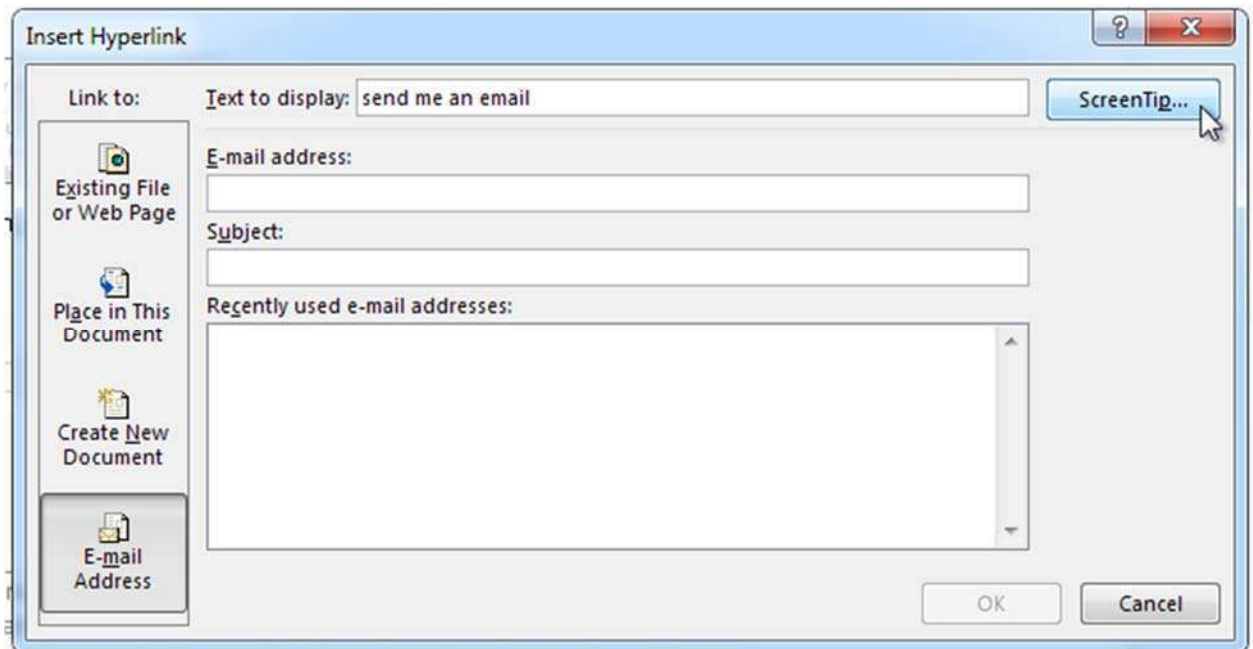 Insert Hyperlink
?
Link to:
Text to display: send me an email
ScreenTip...
Existing File
or Web Page
Place in This
Document
Create New
Document
E-mail
Address
E-mail address:
Subject:
Recently used e-mail addresses:
OK
Cancel